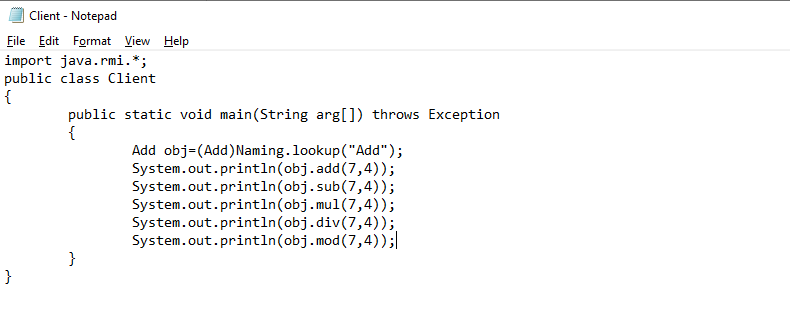 Client - Notepad
File Edit Format View Help
import java.rmi.*;
public class Client
{
        public static void main(String arg[]) throws Exception
        {
                Add obj=(Add)Naming.lookup("Add");
                System.out.println(obj.add(7,4));
                System.out.println(obj.sub(7,4));
                System.out.println(obj.mul(7,4));
                System.out.println(obj.div(7,4));
                System.out.println(obj.mod(7,4));
        }
}